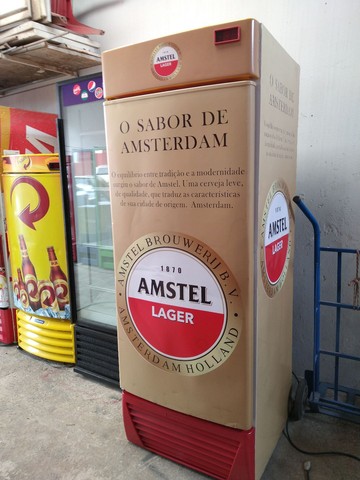 AMSTEL
LAGER
O SABOR DE
AMSTERDAM
O equilíbrio entre tradição e a modernidade
o sabor de Amstel. Uma cerveja leve,
de qualidade, que traduz as características
de sua cidade de origem. Amsterdam.
AMSTEL BROUWERIJ B.V.
1870
AMSTEL
LAGER
AMSTERDAM HOLLAND
O SABOR DE
AMSTERDAM
AMSTEL
LAGER